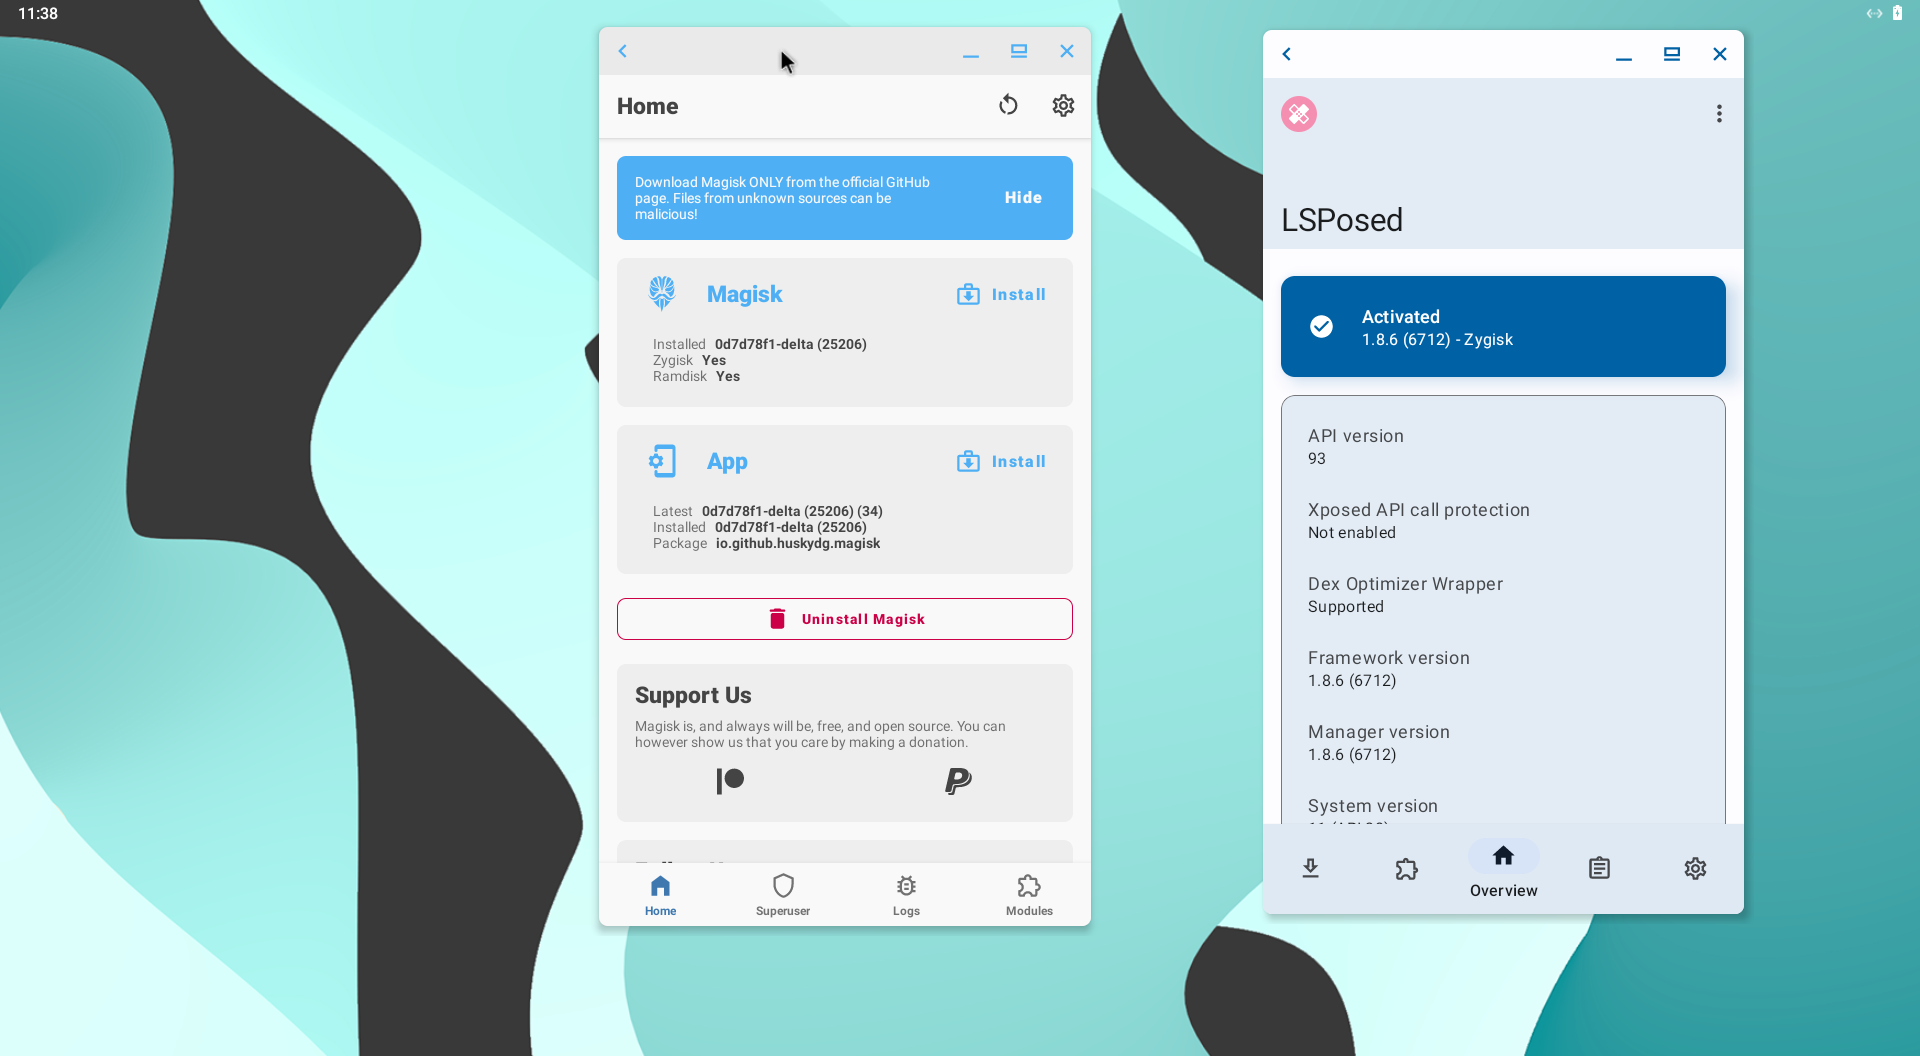 11:38
Home
Download Magisk ONLY from the official GitHub
page. Files from unknown sources can be
malicious!
Hide
Magisk
Install
Installed 0d7d78f1-delta (25206)
Zygisk Yes
Ramdisk Yes
App
Install
Latest 0d7d78f1-delta (25206) (34)
Installed 0d7d78f1-delta (25206)
Package io.github.huskydg.magisk
Uninstall Magisk
Support Us
Magisk is, and always will be, free, and open source. You can
however show us that you care by making a donation.
Home
Superuser
Logs
Modules
LSPosed
Activated
1.8.6 (6712) - Zygisk
API version
93
Xposed API call protection
Not enabled
Dex Optimizer Wrapper
Supported
Framework version
1.8.6 (6712)
Manager version
1.8.6 (6712)
System version
Overview